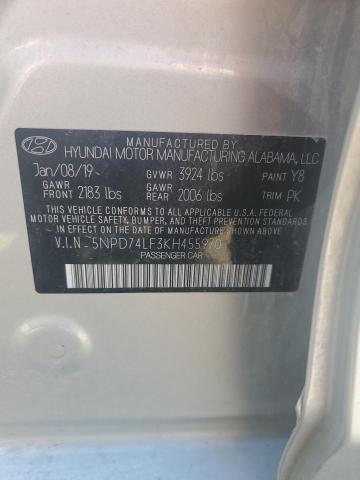 MANUFACTURED BY
HYUNDAI MOTOR MANUFACTURING ALABAMA, LLC
Jan/08/19 GVWR 3924 lbs PAINT Y8
GAWR FRONT 2183 lbs GAWR REAR 2006 lbs TRIM PK
THIS VEHICLE CONFORMS TO ALL APPLICABLE U.S.A. FEDERAL
MOTOR VEHICLE SAFETY, BUMPER, AND THEFT PREVENTION
STANDARDS IN EFFECT ON THE DATE OF MANUFACTURE SHOWN ABOVE.
V.I.N
PASSENGER CAR